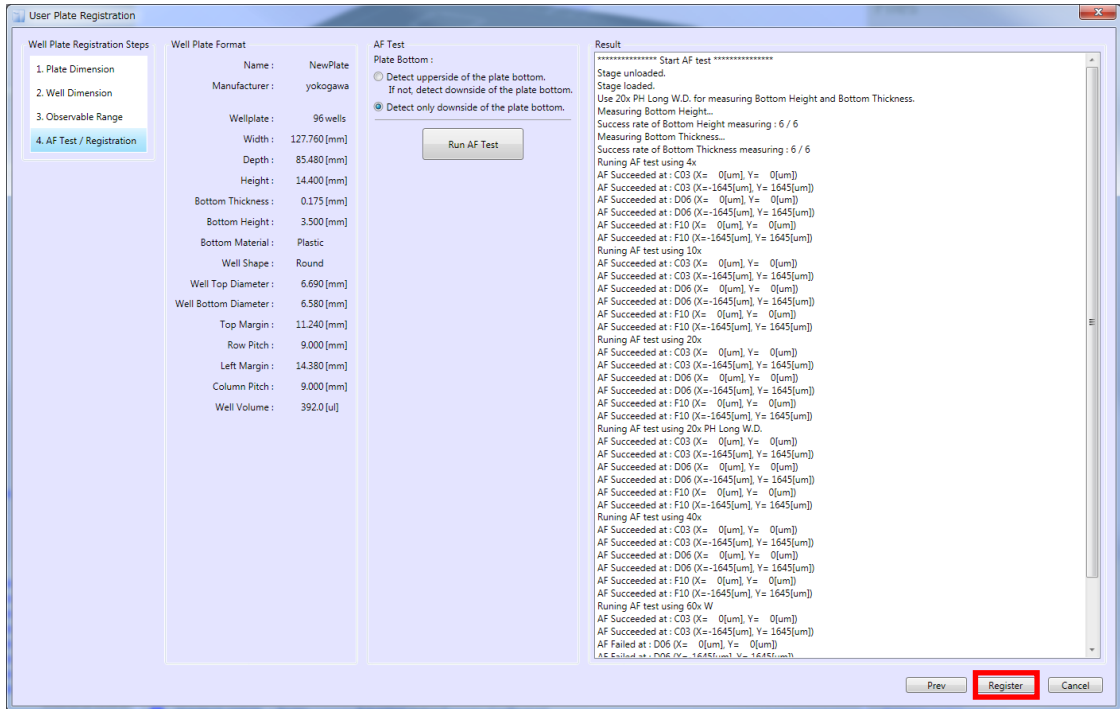 User Plate Registration
Well Plate Registration Steps
1. Plate Dimension
2. Well Dimension
3. Observable Range
4. AF Test / Registration
Well Plate Format
Name : NewPlate
Manufacturer : yokogawa
Wellplate : 96 wells
Width : 127.760 [mm]
Depth : 85.480 [mm]
Height : 14.400 [mm]
Bottom Thickness : 0.175 [mm]
Bottom Height : 3.500 [mm]
Bottom Material : Plastic
Well Shape : Round
Well Top Diameter : 6.690 [mm]
Well Bottom Diameter : 6.580 [mm]
Top Margin : 11.240 [mm]
Row Pitch : 9.000 [mm]
Left Margin : 14.380 [mm]
Column Pitch : 9.000 [mm]
Well Volume : 392.0 [ul]
AF Test
Plate Bottom :
Detect upperside of the plate bottom.
If not, detect downside of the plate bottom.
Detect only downside of the plate bottom.
Run AF Test
Result
*************** Start AF test ***************
Stage unloaded.
Stage loaded.
Use 20x PH Long W.D. for measuring Bottom Height and Bottom Thickness.
Measuring Bottom Height...
Success rate of Bottom Height measuring : 6 / 6
Measuring Bottom Thickness...
Success rate of Bottom Thickness measuring : 6 / 6
Runing AF test using 4x
AF Succeeded at : C03 (X= 0[um], Y= 0[um])
AF Succeeded at : C03 (X=-1645[um], Y= 1645[um])
AF Succeeded at : D06 (X= 0[um], Y= 0[um])
AF Succeeded at : D06 (X=-1645[um], Y= 1645[um])
AF Succeeded at : F10 (X= 0[um], Y= 0[um])
AF Succeeded at : F10 (X=-1645[um], Y= 1645[um])
Runing AF test using 10x
AF Succeeded at : C03 (X= 0[um], Y= 0[um])
AF Succeeded at : C03 (X=-1645[um], Y= 1645[um])
AF Succeeded at : D06 (X= 0[um], Y= 0[um])
AF Succeeded at : D06 (X=-1645[um], Y= 1645[um])
AF Succeeded at : F10 (X= 0[um], Y= 0[um])
AF Succeeded at : F10 (X=-1645[um], Y= 1645[um])
Runing AF test using 20x
AF Succeeded at : C03 (X= 0[um], Y= 0[um])
AF Succeeded at : C03 (X=-1645[um], Y= 1645[um])
AF Succeeded at : D06 (X= 0[um], Y= 0[um])
AF Succeeded at : D06 (X=-1645[um], Y= 1645[um])
AF Succeeded at : F10 (X= 0[um], Y= 0[um])
AF Succeeded at : F10 (X=-1645[um], Y= 1645[um])
Runing AF test using 20x PH Long W.D.
AF Succeeded at : C03 (X= 0[um], Y= 0[um])
AF Succeeded at : C03 (X=-1645[um], Y= 1645[um])
AF Succeeded at : D06 (X= 0[um], Y= 0[um])
AF Succeeded at : D06 (X=-1645[um], Y= 1645[um])
AF Succeeded at : F10 (X= 0[um], Y= 0[um])
AF Succeeded at : F10 (X=-1645[um], Y= 1645[um])
Runing AF test using 40x
AF Succeeded at : C03 (X= 0[um], Y= 0[um])
AF Succeeded at : C03 (X=-1645[um], Y= 1645[um])
AF Succeeded at : D06 (X= 0[um], Y= 0[um])
AF Succeeded at : D06 (X=-1645[um], Y= 1645[um])
AF Succeeded at : F10 (X= 0[um], Y= 0[um])
AF Succeeded at : F10 (X=-1645[um], Y= 1645[um])
Runing AF test using 60x W
AF Succeeded at : C03 (X= 0[um], Y= 0[um])
AF Succeeded at : C03 (X=-1645[um], Y= 1645[um])
AF Failed at : D06 (X= 0[um], Y= 0[um])
AF Failed at : D06 (X=-1645[um], Y= 1645[um])
Prev
Register
Cancel